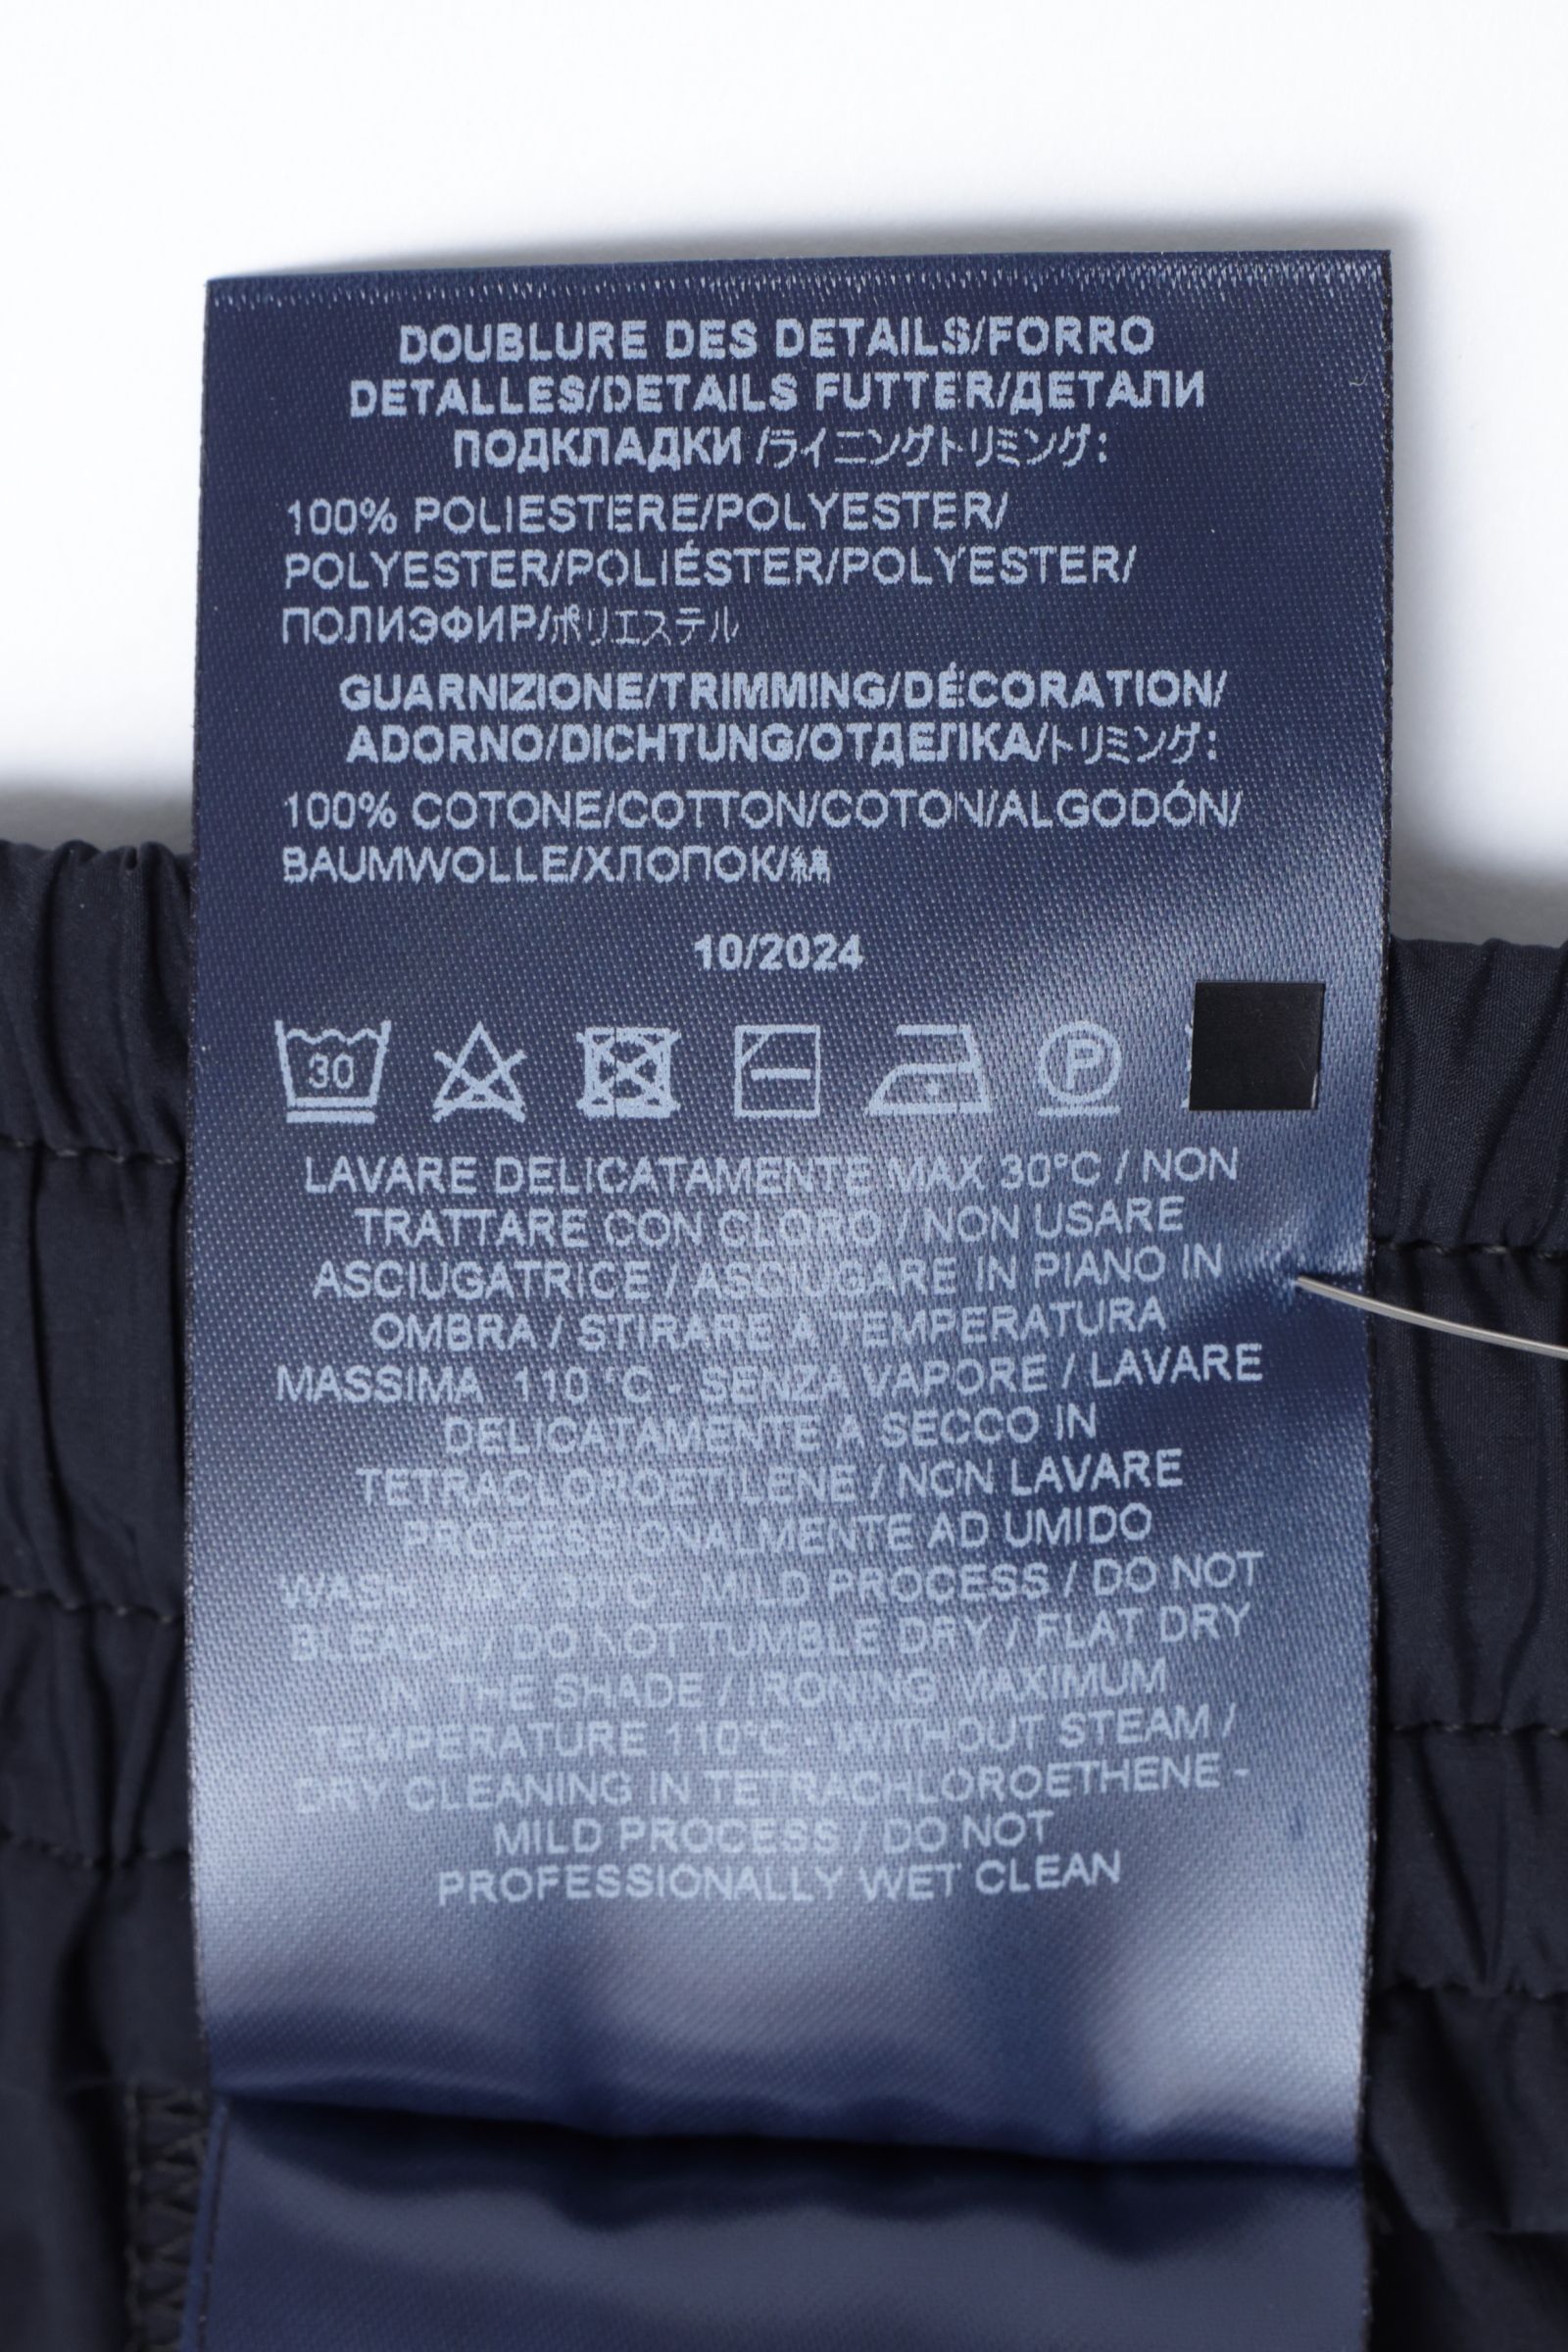 DOUBLURE DES DETAILS/FORRO
DETALLES/DETAILS FUTTER/ДЕТАЛИ
ПОДКЛАДКИ /ライニングトリミング:
100% POLIESTERE/POLYESTER/
POLYESTER/POLIÉSTER/POLYESTER/
ПОЛИЭФИР/ポリエステル
GUARNIZIONE/TRIMMING/DÉCORATION/
ADORNO/DICHTUNG/ОТДЕЛКА/トリミング:
100% COTONE/COTTON/COTON/ALGODÓN/
BAUMWOLLE/ХЛОПОК/綿
10/2024
30 P
LAVARE DELICATAMENTE MAX 30°C / NON
TRATTARE CON CLORO / NON USARE
ASCIUGATRICE / ASCIUGARE IN PIANO IN
OMBRA / STIRARE A TEMPERATURA
MASSIMA 110 °C - SENZA VAPORE / LAVARE
DELICATAMENTE A SECCO IN
TETRACLOROETILENE / NON LAVARE
PROFESSIONALMENTE AD UMIDO
WASH MAX 30°C - MILD PROCESS / DO NOT
BLEACH / DO NOT TUMBLE DRY / FLAT DRY
IN THE SHADE / IRONING MAXIMUM
TEMPERATURE 110°C - WITHOUT STEAM /
DRY CLEANING IN TETRACHLOROETHENE -
MILD PROCESS / DO NOT
PROFESSIONALLY WET CLEAN